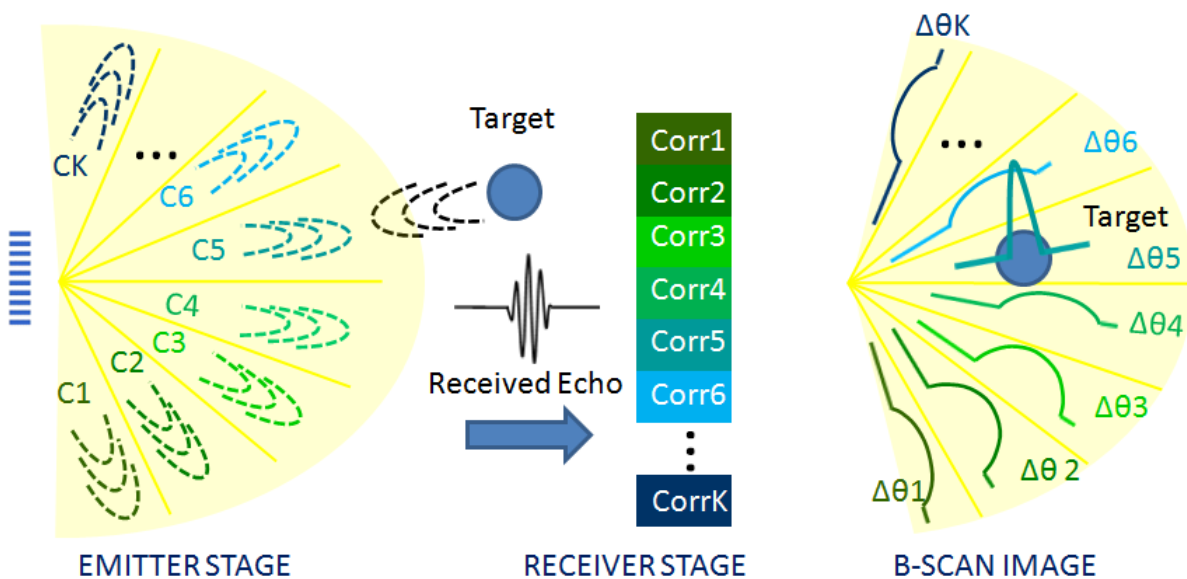 CK
...
C6
C5
C4
C3
C2
C1
EMITTER STAGE
Target
Received Echo
Corr1
Corr2
Corr3
Corr4
Corr5
Corr6
CorrK
RECEIVER STAGE
ΔθK
...
Δθ6
Target
Δθ5
Δθ4
Δθ3
Δθ 2
Δθ1
B-SCAN IMAGE